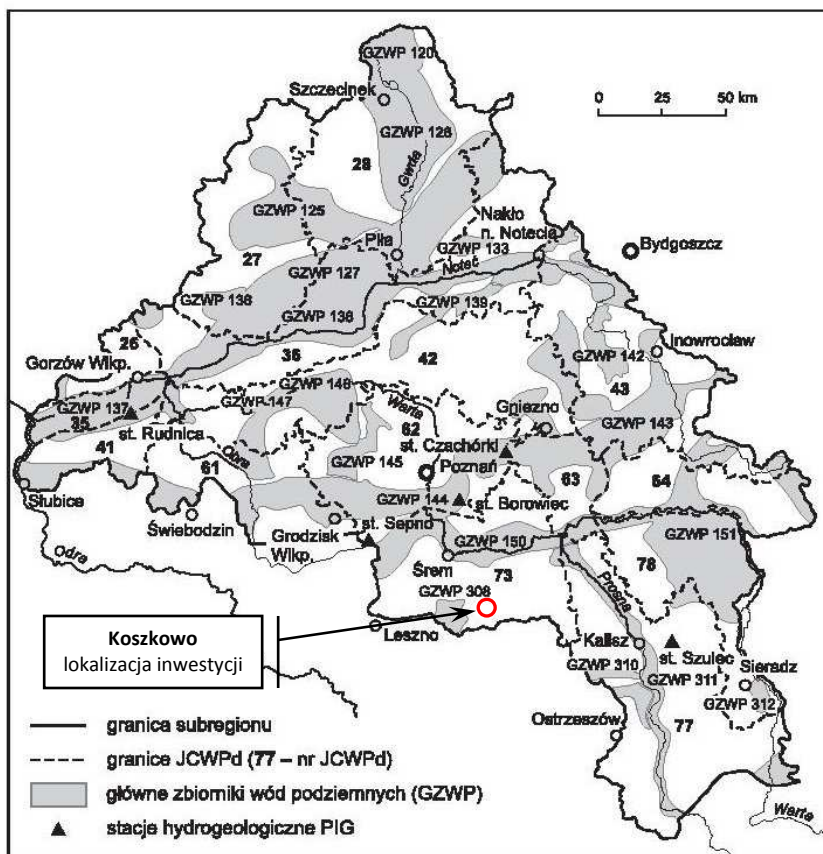 GZWP 120
Szczecinek
0 25 50 km
GZWP 126
28
Gwda
GZWP 125
Nakło
n. Notecią
Piła
GZWP 133
Bydgoszcz
27
GZWP 127
Noteć
GZWP 136
GZWP 138
GZWP 139
26
Inowrocław
36
42
GZWP 142
Gorzów Wlkp.
GZWP 146
43
GZWP 137
GZWP 147
Warta
Gniezno
35
st. Rudnica
62
GZWP 143
st. Czachórki
41
Obra
Poznań
61
GZWP 145
63
64
Słubice
GZWP 144
st. Borowiec
Świebodzin
st. Sepno
Grodzisk
Wlkp.
GZWP 150
GZWP 151
Odra
Śrem
73
78
Prosna
GZWP 308
Koszkowo
lokalizacja inwestycji
Leszno
Kalisz
st. Szulec
GZWP 310
Sieradz
GZWP 311
GZWP 312
Ostrzeszów
77
granica subregionu
granice JCWPd (77 – nr JCWPd)
główne zbiorniki wód podziemnych (GZWP)
Warta
stacje hydrogeologiczne PIG